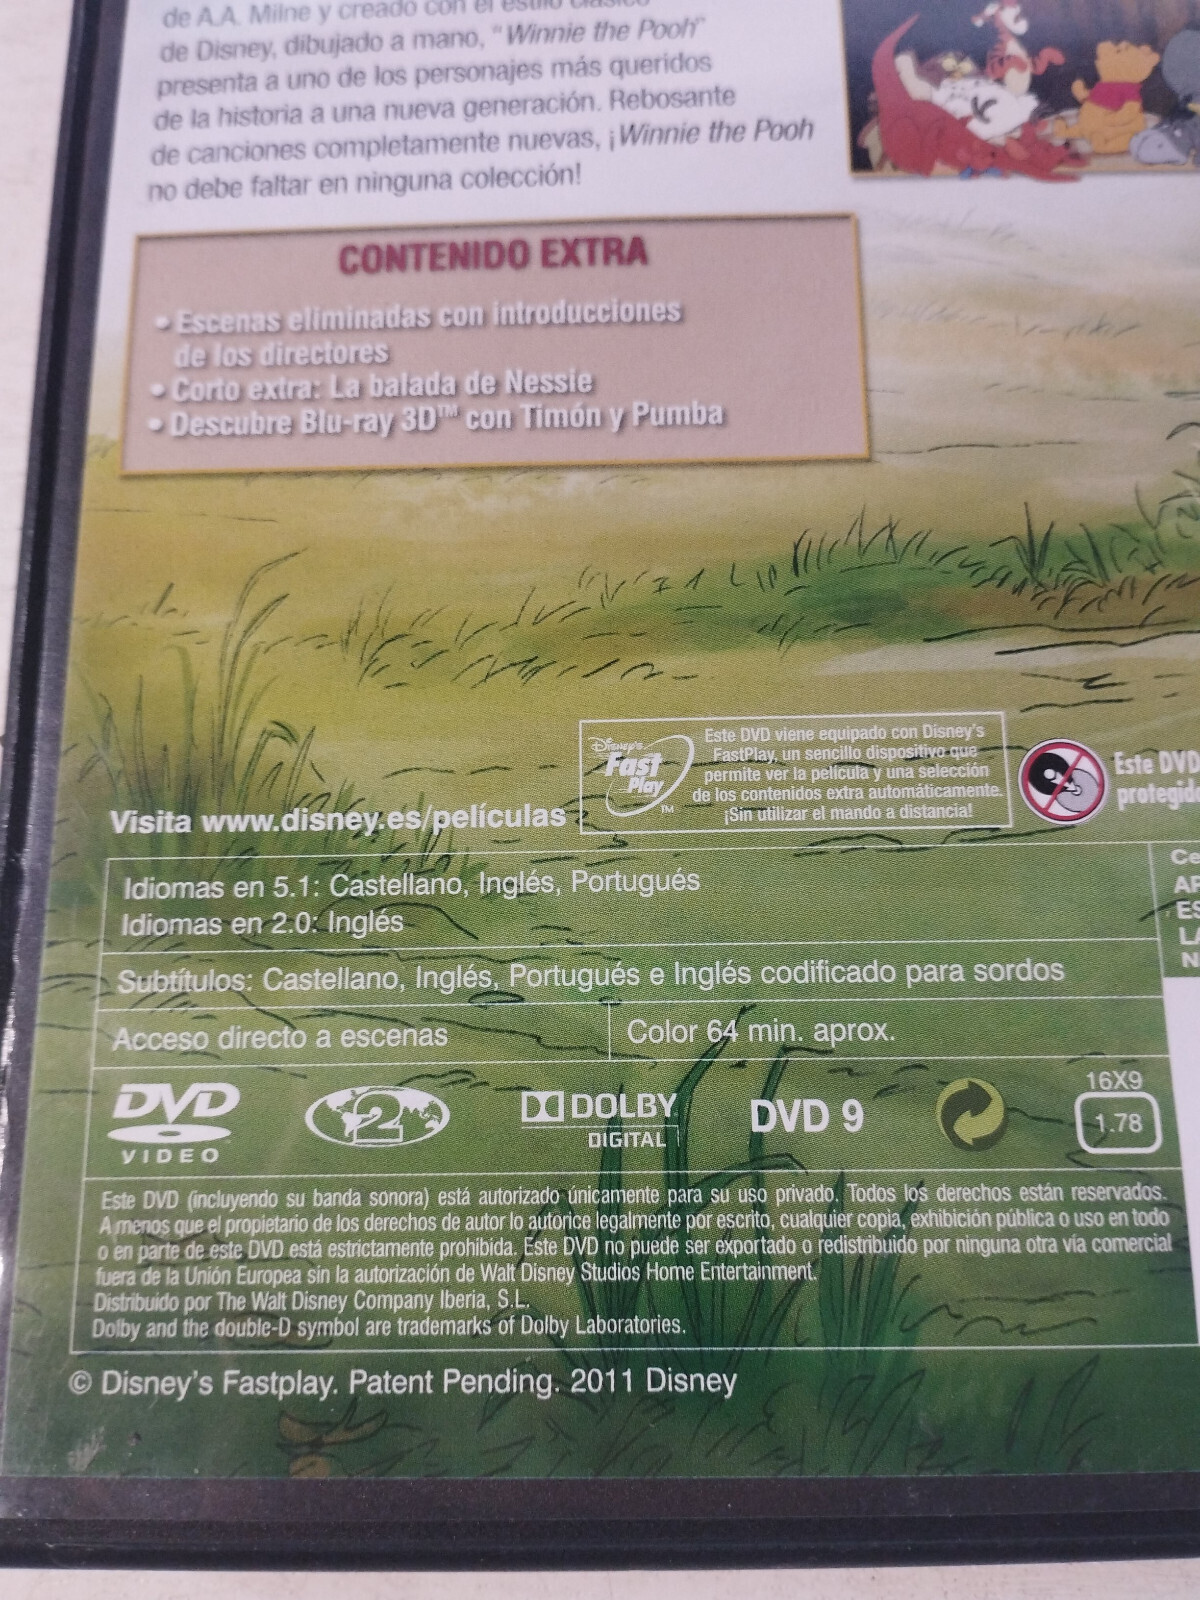 de A.A. Milne y creado con el estilo clásico
de Disney, dibujado a mano, "Winnie the Pooh"
presenta a uno de los personajes más queridos
de la historia a una nueva generación. Rebosante
de canciones completamente nuevas, ¡Winnie the Pooh
no debe faltar en ninguna colección!
CONTENIDO EXTRA
• Escenas eliminadas con introducciones
de los directores
• Corto extra: La balada de Nessie
• Descubre Blu-ray 3D™ con Timón y Pumba
Visita www.disney.es/películas
Disney's
Fast
Play
™
Este DVD viene equipado con Disney's
FastPlay, un sencillo dispositivo que
permite ver la película y una selección
de los contenidos extra automáticamente.
¡Sin utilizar el mando a distancia!
Este DVD
protegido
Idiomas en 5.1: Castellano, Inglés, Portugués
Idiomas en 2.0: Inglés
Subtítulos: Castellano, Inglés, Portugués e Inglés codificado para sordos
Acceso directo a escenas
Color 64 min. aprox.
DVD
VIDEO
2
DOLBY
DIGITAL
DVD 9
16X9
1.78
Este DVD (incluyendo su banda sonora) está autorizado únicamente para su uso privado. Todos los derechos están reservados.
A menos que el propietario de los derechos de autor lo autorice legalmente por escrito, cualquier copia, exhibición pública o uso en todo
o en parte de este DVD está estrictamente prohibida. Este DVD no puede ser exportado o redistribuido por ninguna otra vía comercial
fuera de la Unión Europea sin la autorización de Walt Disney Studios Home Entertainment.
Distribuido por The Walt Disney Company Iberia, S.L.
Dolby and the double-D symbol are trademarks of Dolby Laboratories.
© Disney's Fastplay. Patent Pending. 2011 Disney